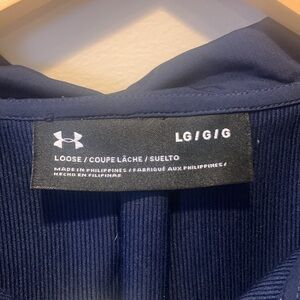 LG/G/G
LOOSE / COUPE LÂCHE / SUELTO
MADE IN PHILIPPINES / FABRIQUÉ AUX PHILIPPINES /
HECHO EN FILIPINAS